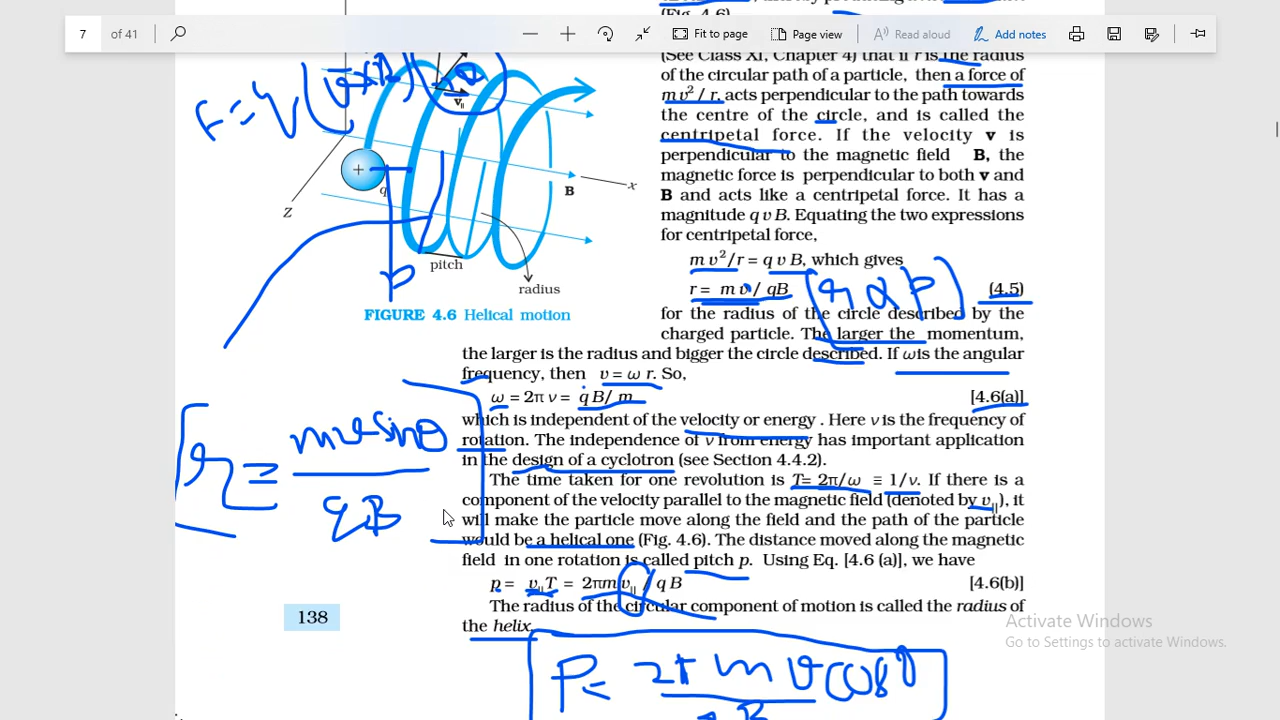 7 of 41
Fit to page
Page view
Read aloud
Add notes
(Fig. 4.6)
(See Class XI, Chapter 4) that if r is the radius
of the circular path of a particle, then a force of
m v²/ r, acts perpendicular to the path towards
the centre of the circle, and is called the
centripetal force. If the velocity v is
perpendicular to the magnetic field B, the
magnetic force is perpendicular to both v and
B and acts like a centripetal force. It has a
magnitude q v B. Equating the two expressions
for centripetal force,
m v²/r = q v B, which gives
r = m v / qB (4.5)
(r α p)
for the radius of the circle described by the
charged particle. The larger the momentum,
the larger is the radius and bigger the circle described. If ω is the angular
frequency, then v = ω r. So,
ω = 2π ν = q B/ m [4.6(a)]
which is independent of the velocity or energy . Here ν is the frequency of
rotation. The independence of ν from energy has important application
in the design of a cyclotron (see Section 4.4.2).
The time taken for one revolution is T= 2π/ω ≡ 1/ν. If there is a
component of the velocity parallel to the magnetic field (denoted by v||), it
will make the particle move along the field and the path of the particle
would be a helical one (Fig. 4.6). The distance moved along the magnetic
field in one rotation is called pitch p. Using Eq. [4.6 (a)], we have
p = v||T = 2πm v|| / q B [4.6(b)]
The radius of the circular component of motion is called the radius of
the helix.
F = q (v×B)
v||
+
q
B
x
Z
pitch
P
radius
FIGURE 4.6 Helical motion
r = mv sinθ
qB
138
P = 2π m v cosθ
Activate Windows
Go to Settings to activate Windows.